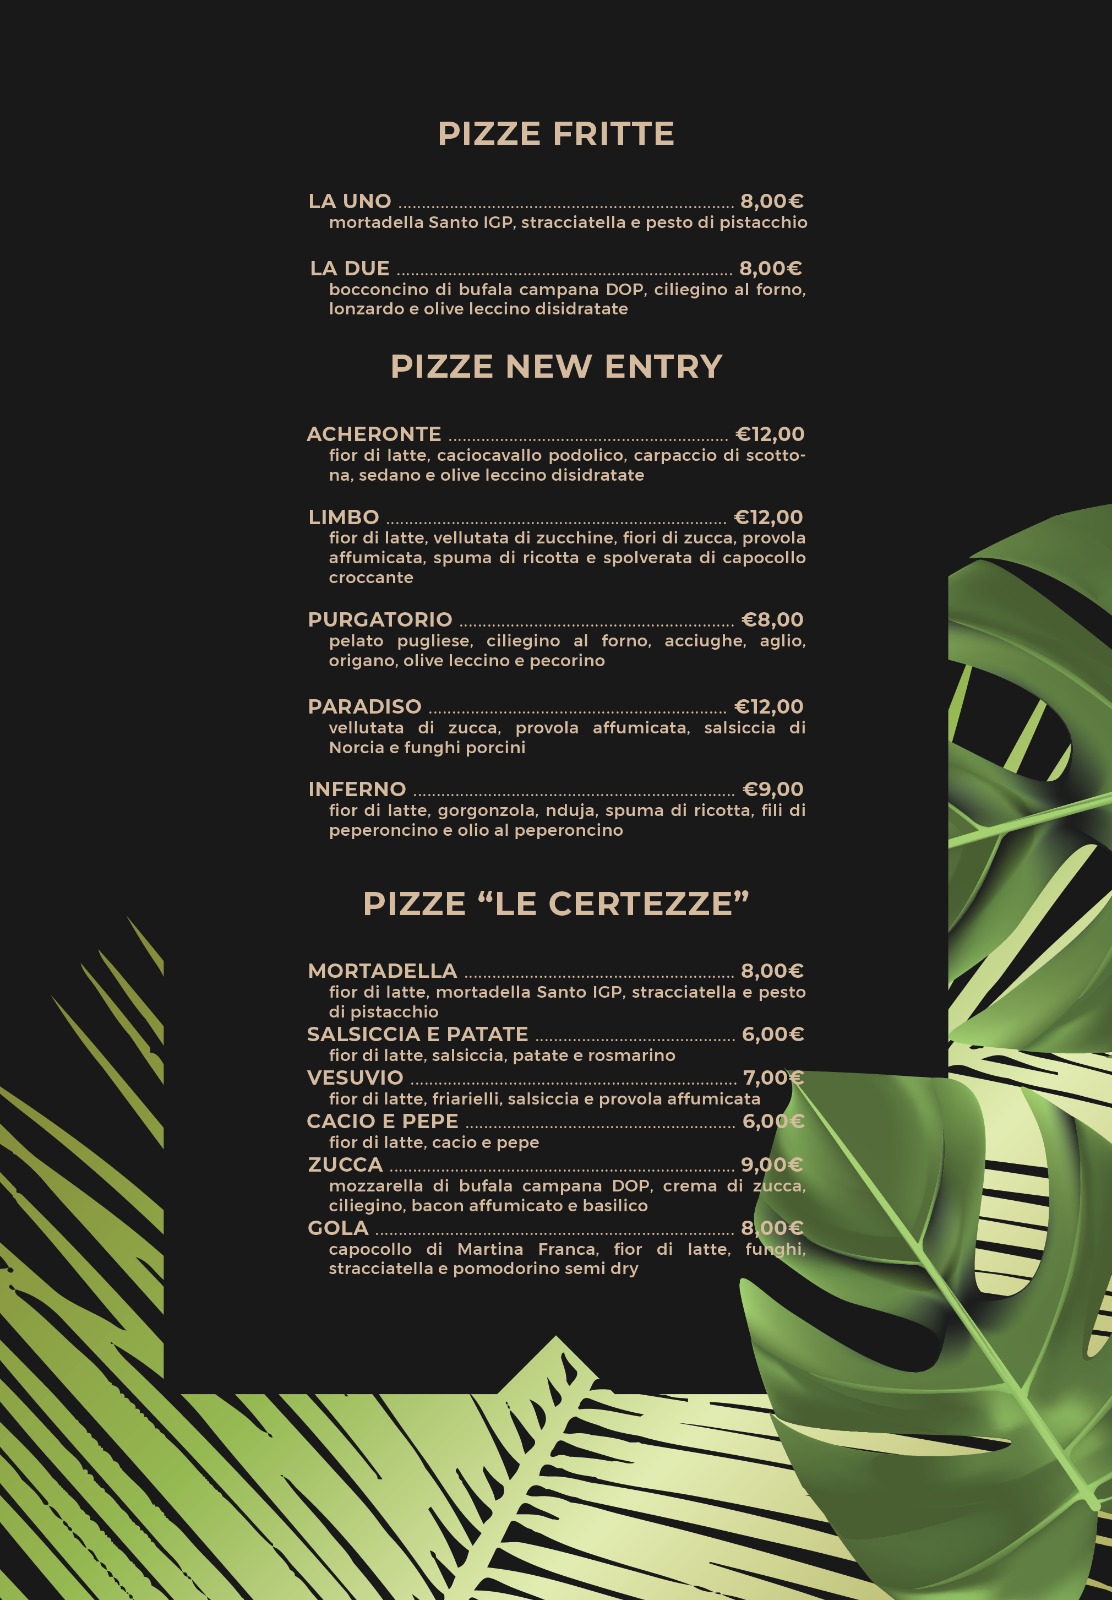 PIZZE FRITTE
LA UNO ........................................................................ 8,00€
mortadella Santo IGP, stracciatella e pesto di pistacchio
LA DUE ........................................................................ 8,00€
bocconcino di bufala campana DOP, ciliegino al forno,
lonzardo e olive leccino disidratate
PIZZE NEW ENTRY
ACHERONTE ............................................................ €12,00
fior di latte, caciocavallo podolico, carpaccio di scotto-
na, sedano e olive leccino disidratate
LIMBO ......................................................................... €12,00
fior di latte, vellutata di zucchine, fiori di zucca, provola
affumicata, spuma di ricotta e spolverata di capocollo
croccante
PURGATORIO ........................................................... €8,00
pelato pugliese, ciliegino al forno, acciughe, aglio,
origano, olive leccino e pecorino
PARADISO ................................................................ €12,00
vellutata di zucca, provola affumicata, salsiccia di
Norcia e funghi porcini
INFERNO ..................................................................... €9,00
fior di latte, gorgonzola, nduja, spuma di ricotta, fili di
peperoncino e olio al peperoncino
PIZZE “LE CERTEZZE”
MORTADELLA .......................................................... 8,00€
fior di latte, mortadella Santo IGP, stracciatella e pesto
di pistacchio
SALSICCIA E PATATE ........................................... 6,00€
fior di latte, salsiccia, patate e rosmarino
VESUVIO ...................................................................... 7,00€
fior di latte, friarielli, salsiccia e provola affumicata
CACIO E PEPE .......................................................... 6,00€
fior di latte, cacio e pepe
ZUCCA .......................................................................... 9,00€
mozzarella di bufala campana DOP, crema di zucca,
ciliegino, bacon affumicato e basilico
GOLA ............................................................................. 8,00€
capocollo di Martina Franca, fior di latte, funghi,
stracciatella e pomodorino semi dry